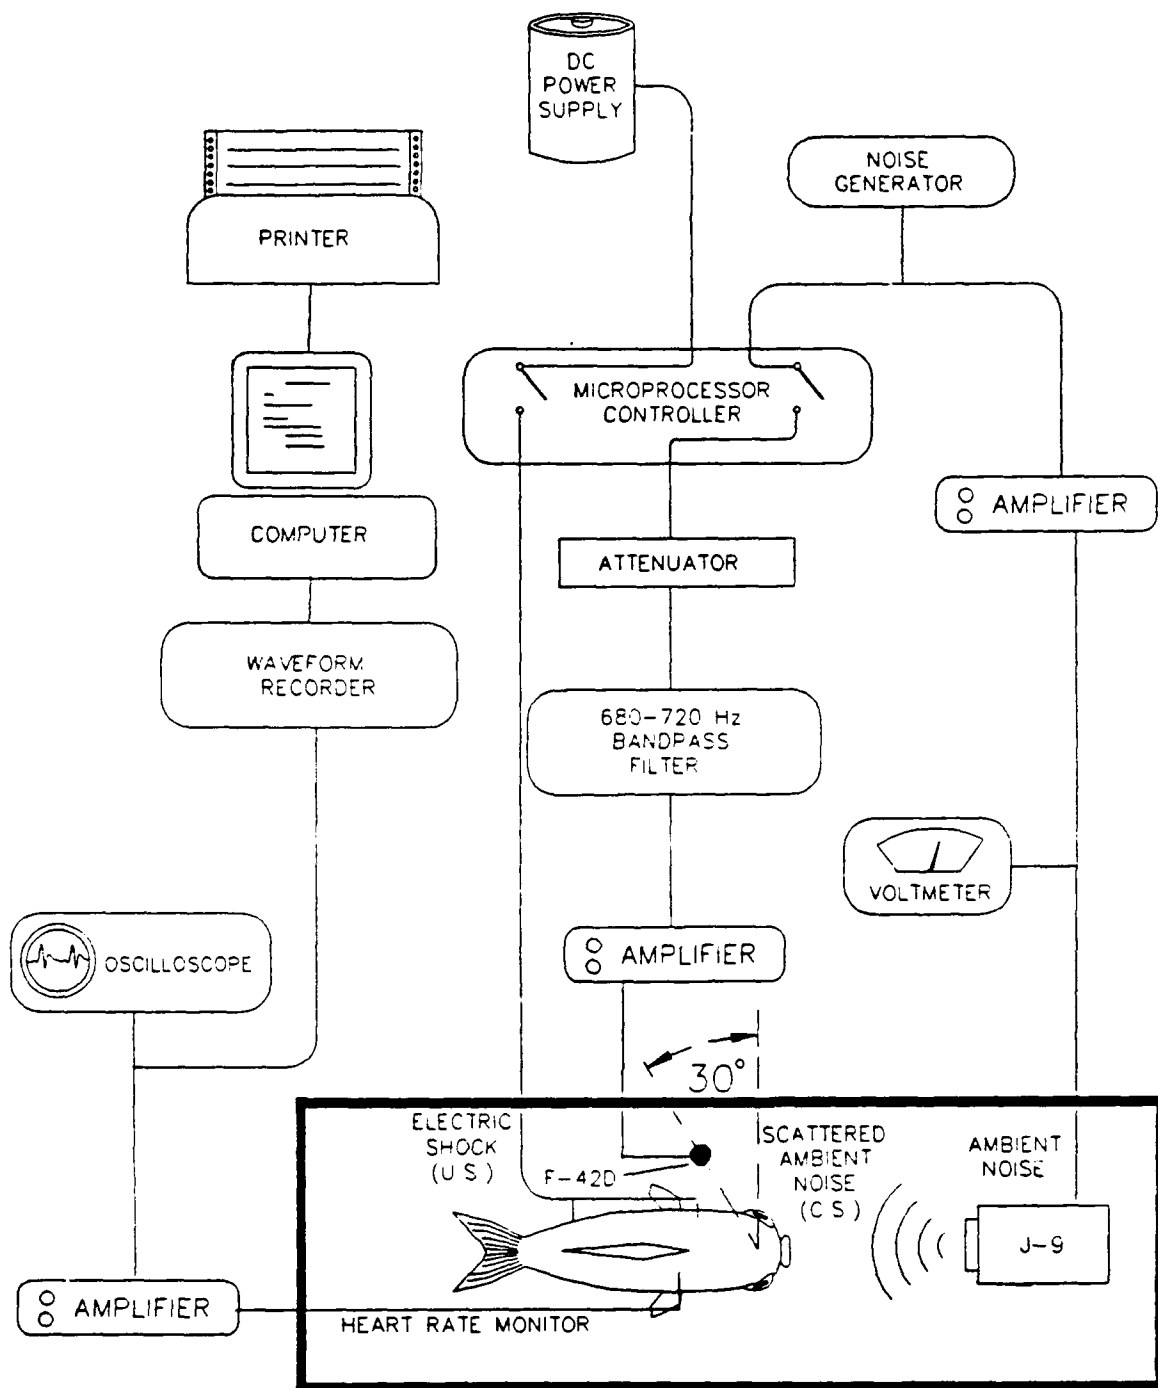 DC
POWER
SUPPLY
NOISE
GENERATOR
PRINTER
MICROPROCESSOR
CONTROLLER
AMPLIFIER
COMPUTER
ATTENUATOR
WAVEFORM
RECORDER
680-720 Hz
BANDPASS
FILTER
VOLTMETER
OSCILLOSCOPE
AMPLIFIER
30°
ELECTRIC
SHOCK
(U S)
F-42D
SCATTERED
AMBIENT
NOISE
(C S)
AMBIENT
NOISE
J-9
AMPLIFIER
HEART RATE MONITOR